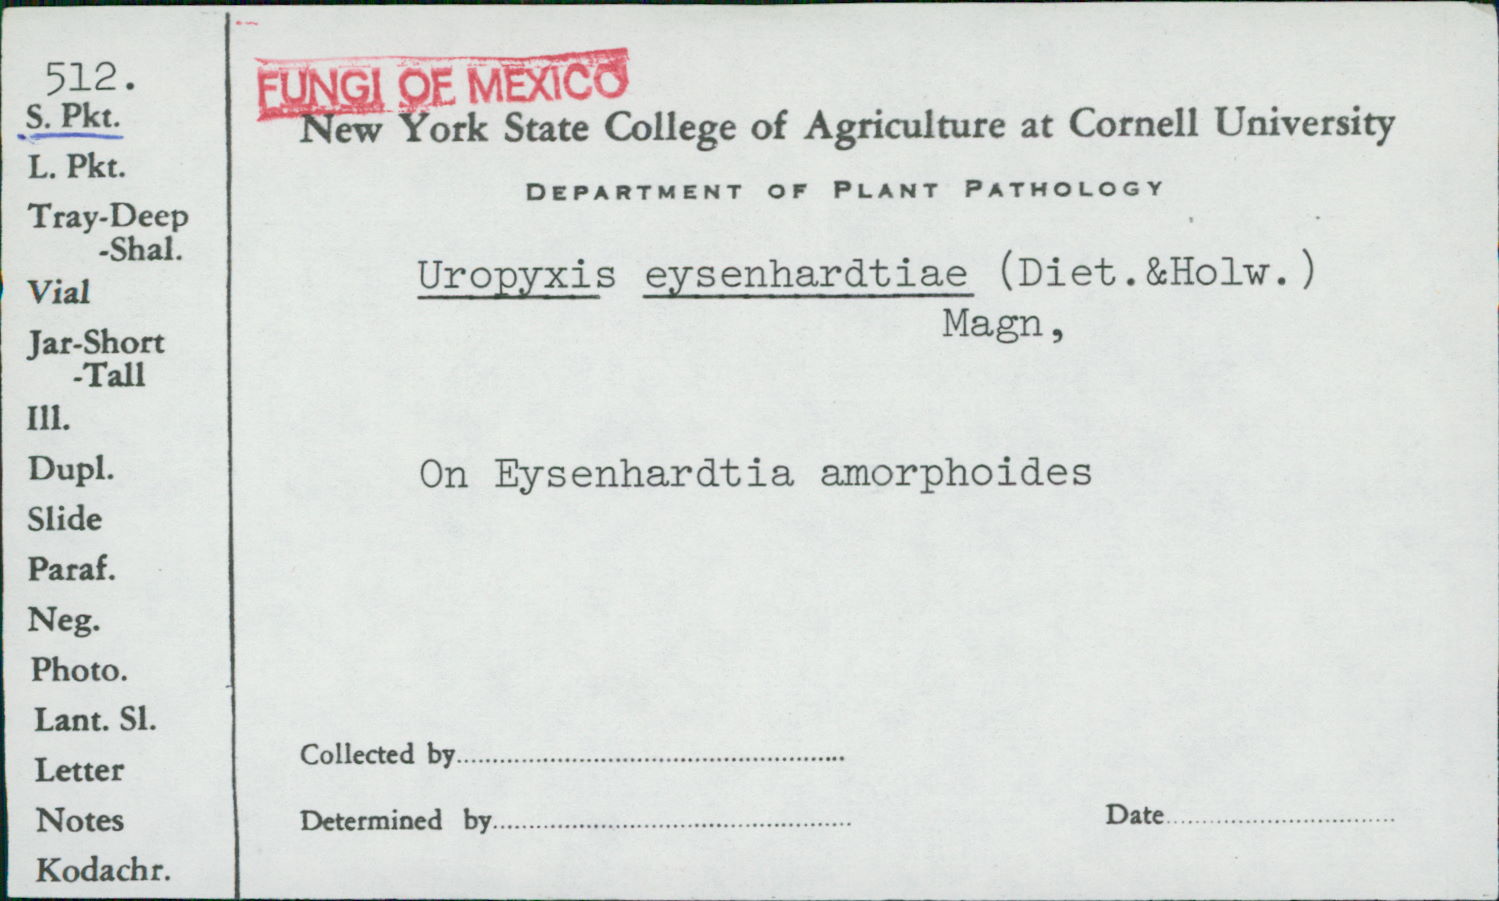 512.
S. Pkt.
L. Pkt.
Tray-Deep
-Shal.
Vial
Jar-Short
-Tall
Ill.
Dupl.
Slide
Paraf.
Neg.
Photo.
Lant. Sl.
Letter
Notes
Kodachr.
FUNGI OF MEXICO
New York State College of Agriculture at Cornell University
DEPARTMENT OF PLANT PATHOLOGY
Uropyxis eysenhardtiae (Diet.&Holw.)
Magn,
On Eysenhardtia amorphoides
Collected by
Determined by
Date